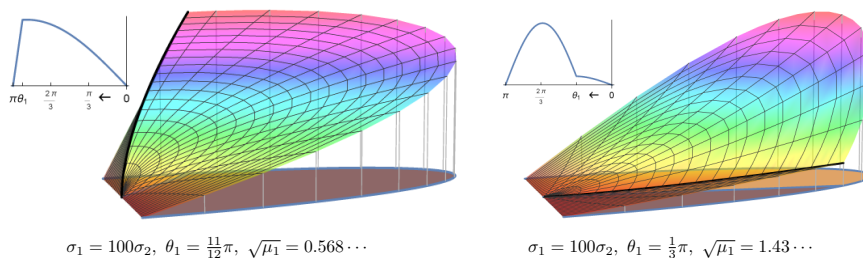 π θ₁ 2π/3 π/3 ← 0
π 2π/3 θ₁ ← 0
σ₁ = 100σ₂, θ₁ = 11/12 π, √μ₁ = 0.568⋯
σ₁ = 100σ₂, θ₁ = 1/3 π, √μ₁ = 1.43⋯